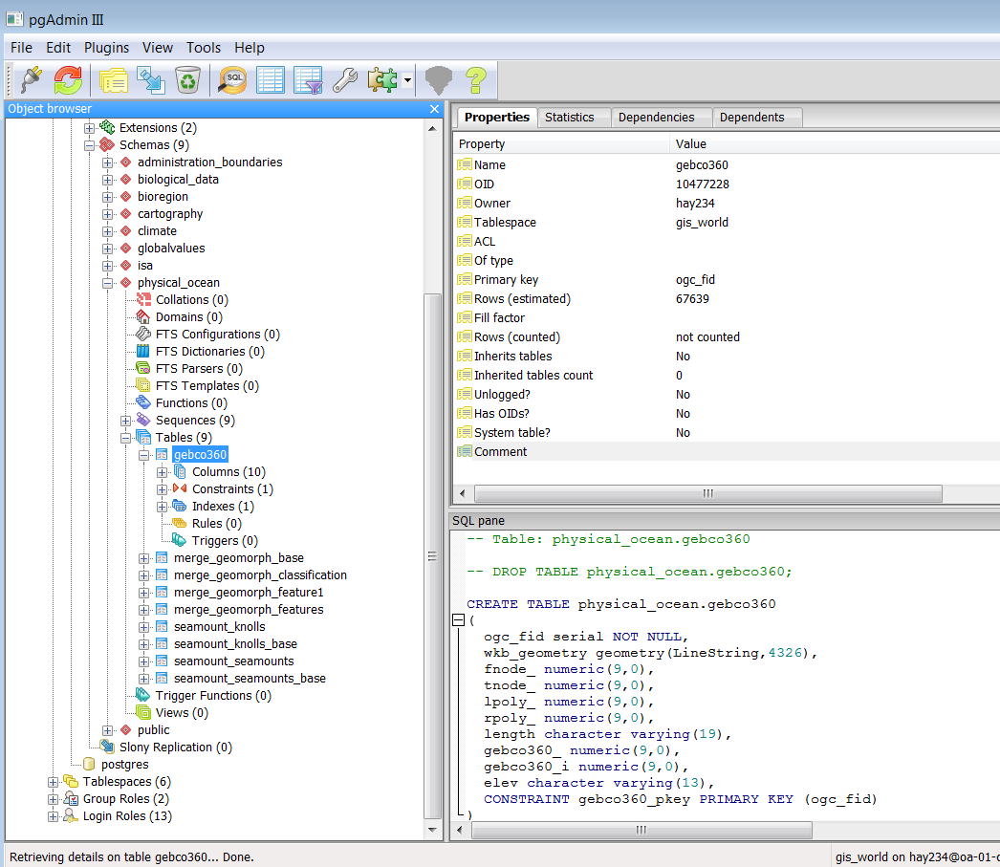 pgAdmin III
File Edit Plugins View Tools Help
SQL
Object browser
Extensions (2)
Schemas (9)
administration_boundaries
biological_data
bioregion
cartography
climate
globalvalues
isa
physical_ocean
Collations (0)
Domains (0)
FTS Configurations (0)
FTS Dictionaries (0)
FTS Parsers (0)
FTS Templates (0)
Functions (0)
Sequences (9)
Tables (9)
gebco360
Columns (10)
Constraints (1)
Indexes (1)
Rules (0)
Triggers (0)
merge_geomorph_base
merge_geomorph_classification
merge_geomorph_feature1
merge_geomorph_features
seamount_knolls
seamount_knolls_base
seamount_seamounts
seamount_seamounts_base
Trigger Functions (0)
Views (0)
public
Slony Replication (0)
postgres
Tablespaces (6)
Group Roles (2)
Login Roles (13)
Properties Statistics Dependencies Dependents
Property Value
Name gebco360
OID 10477228
Owner hay234
Tablespace gis_world
ACL
Of type
Primary key ogc_fid
Rows (estimated) 67639
Fill factor
Rows (counted) not counted
Inherits tables No
Inherited tables count 0
Unlogged? No
Has OIDs? No
System table? No
Comment
SQL pane
-- Table: physical_ocean.gebco360
-- DROP TABLE physical_ocean.gebco360;
CREATE TABLE physical_ocean.gebco360
(
ogc_fid serial NOT NULL,
wkb_geometry geometry(LineString,4326),
fnode_ numeric(9,0),
tnode_ numeric(9,0),
lpoly_ numeric(9,0),
rpoly_ numeric(9,0),
length character varying(19),
gebco360_ numeric(9,0),
gebco360_i numeric(9,0),
elev character varying(13),
CONSTRAINT gebco360_pkey PRIMARY KEY (ogc_fid)
)
Retrieving details on table gebco360... Done.
gis_world on hay234@oa-01-c